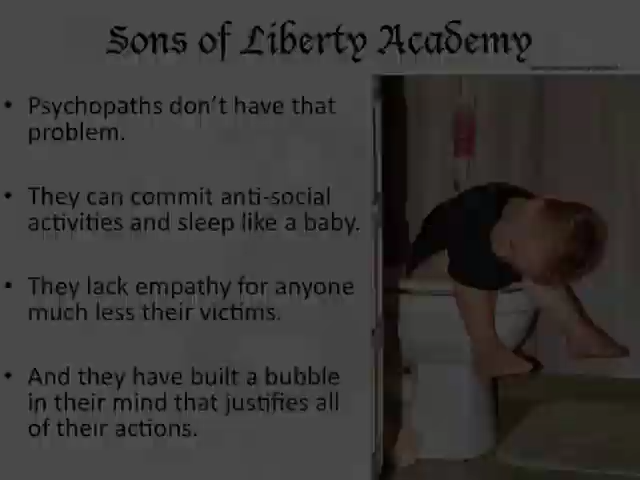 Sons of Liberty Academy
• Psychopaths don't have that
problem.
• They can commit anti-social
activities and sleep like a baby.
• They lack empathy for anyone
much less their victims.
• And they have built a bubble
in their mind that justifies all
of their actions.